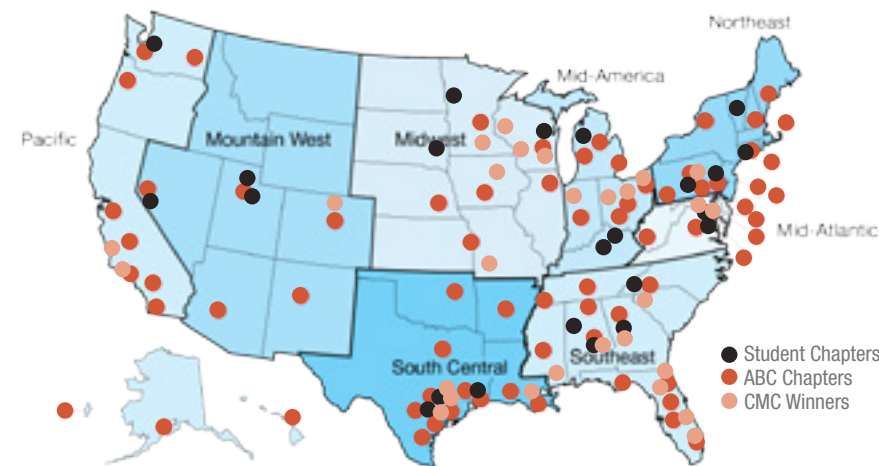 Northeast
Mid-America
Pacific
Mountain West
Midwest
Mid-Atlantic
South Central
Southeast
Student Chapters
ABC Chapters
CMC Winners